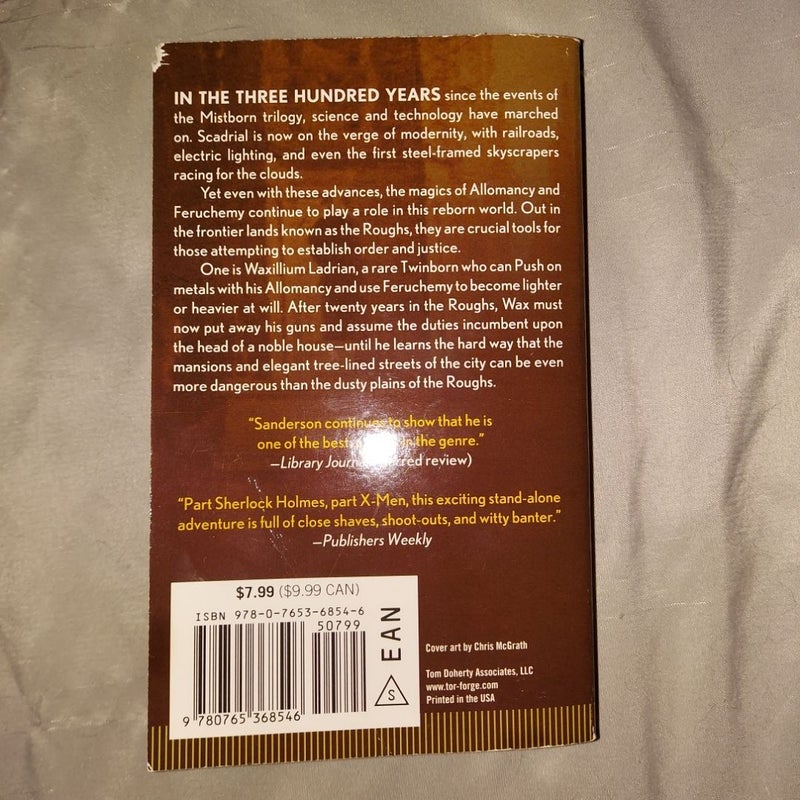 IN THE THREE HUNDRED YEARS since the events of
the Mistborn trilogy, science and technology have marched
on. Scadrial is now on the verge of modernity, with railroads,
electric lighting, and even the first steel-framed skyscrapers
racing for the clouds.
Yet even with these advances, the magics of Allomancy and
Feruchemy continue to play a role in this reborn world. Out in
the frontier lands known as the Roughs, they are crucial tools for
those attempting to establish order and justice.
One is Waxillium Ladrian, a rare Twinborn who can Push on
metals with his Allomancy and use Feruchemy to become lighter
or heavier at will. After twenty years in the Roughs, Wax must
now put away his guns and assume the duties incumbent upon
the head of a noble house—until he learns the hard way that the
mansions and elegant tree-lined streets of the city can be even
more dangerous than the dusty plains of the Roughs.
“Sanderson continues to show that he is
one of the best in the genre.”
—Library review)
“Part Sherlock Holmes, part X-Men, this exciting stand-alone
adventure is full of close shaves, shoot-outs, and witty banter.”
—Publishers Weekly
$7.99 ($9.99 CAN)
ISBN 978-0-7653-6854-6
50799
9 780765 368546
EAN
S
Cover art by Chris McGrath
Tom Doherty Associates, LLC
www.tor-forge.com
Printed in the USA